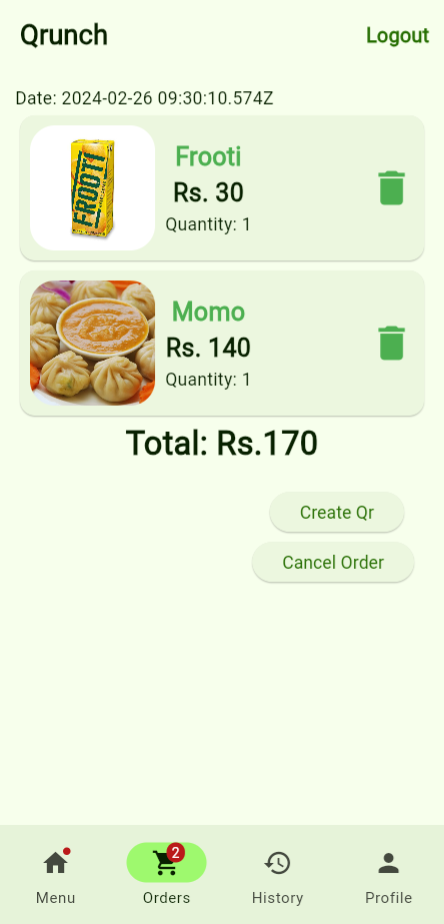 Qrunch
Logout
Date: 2024-02-26 09:30:10.574Z
FROOTI
Frooti
Rs. 30
Quantity: 1
Momo
Rs. 140
Quantity: 1
Total: Rs.170
Create Qr
Cancel Order
2
Menu
Orders
History
Profile